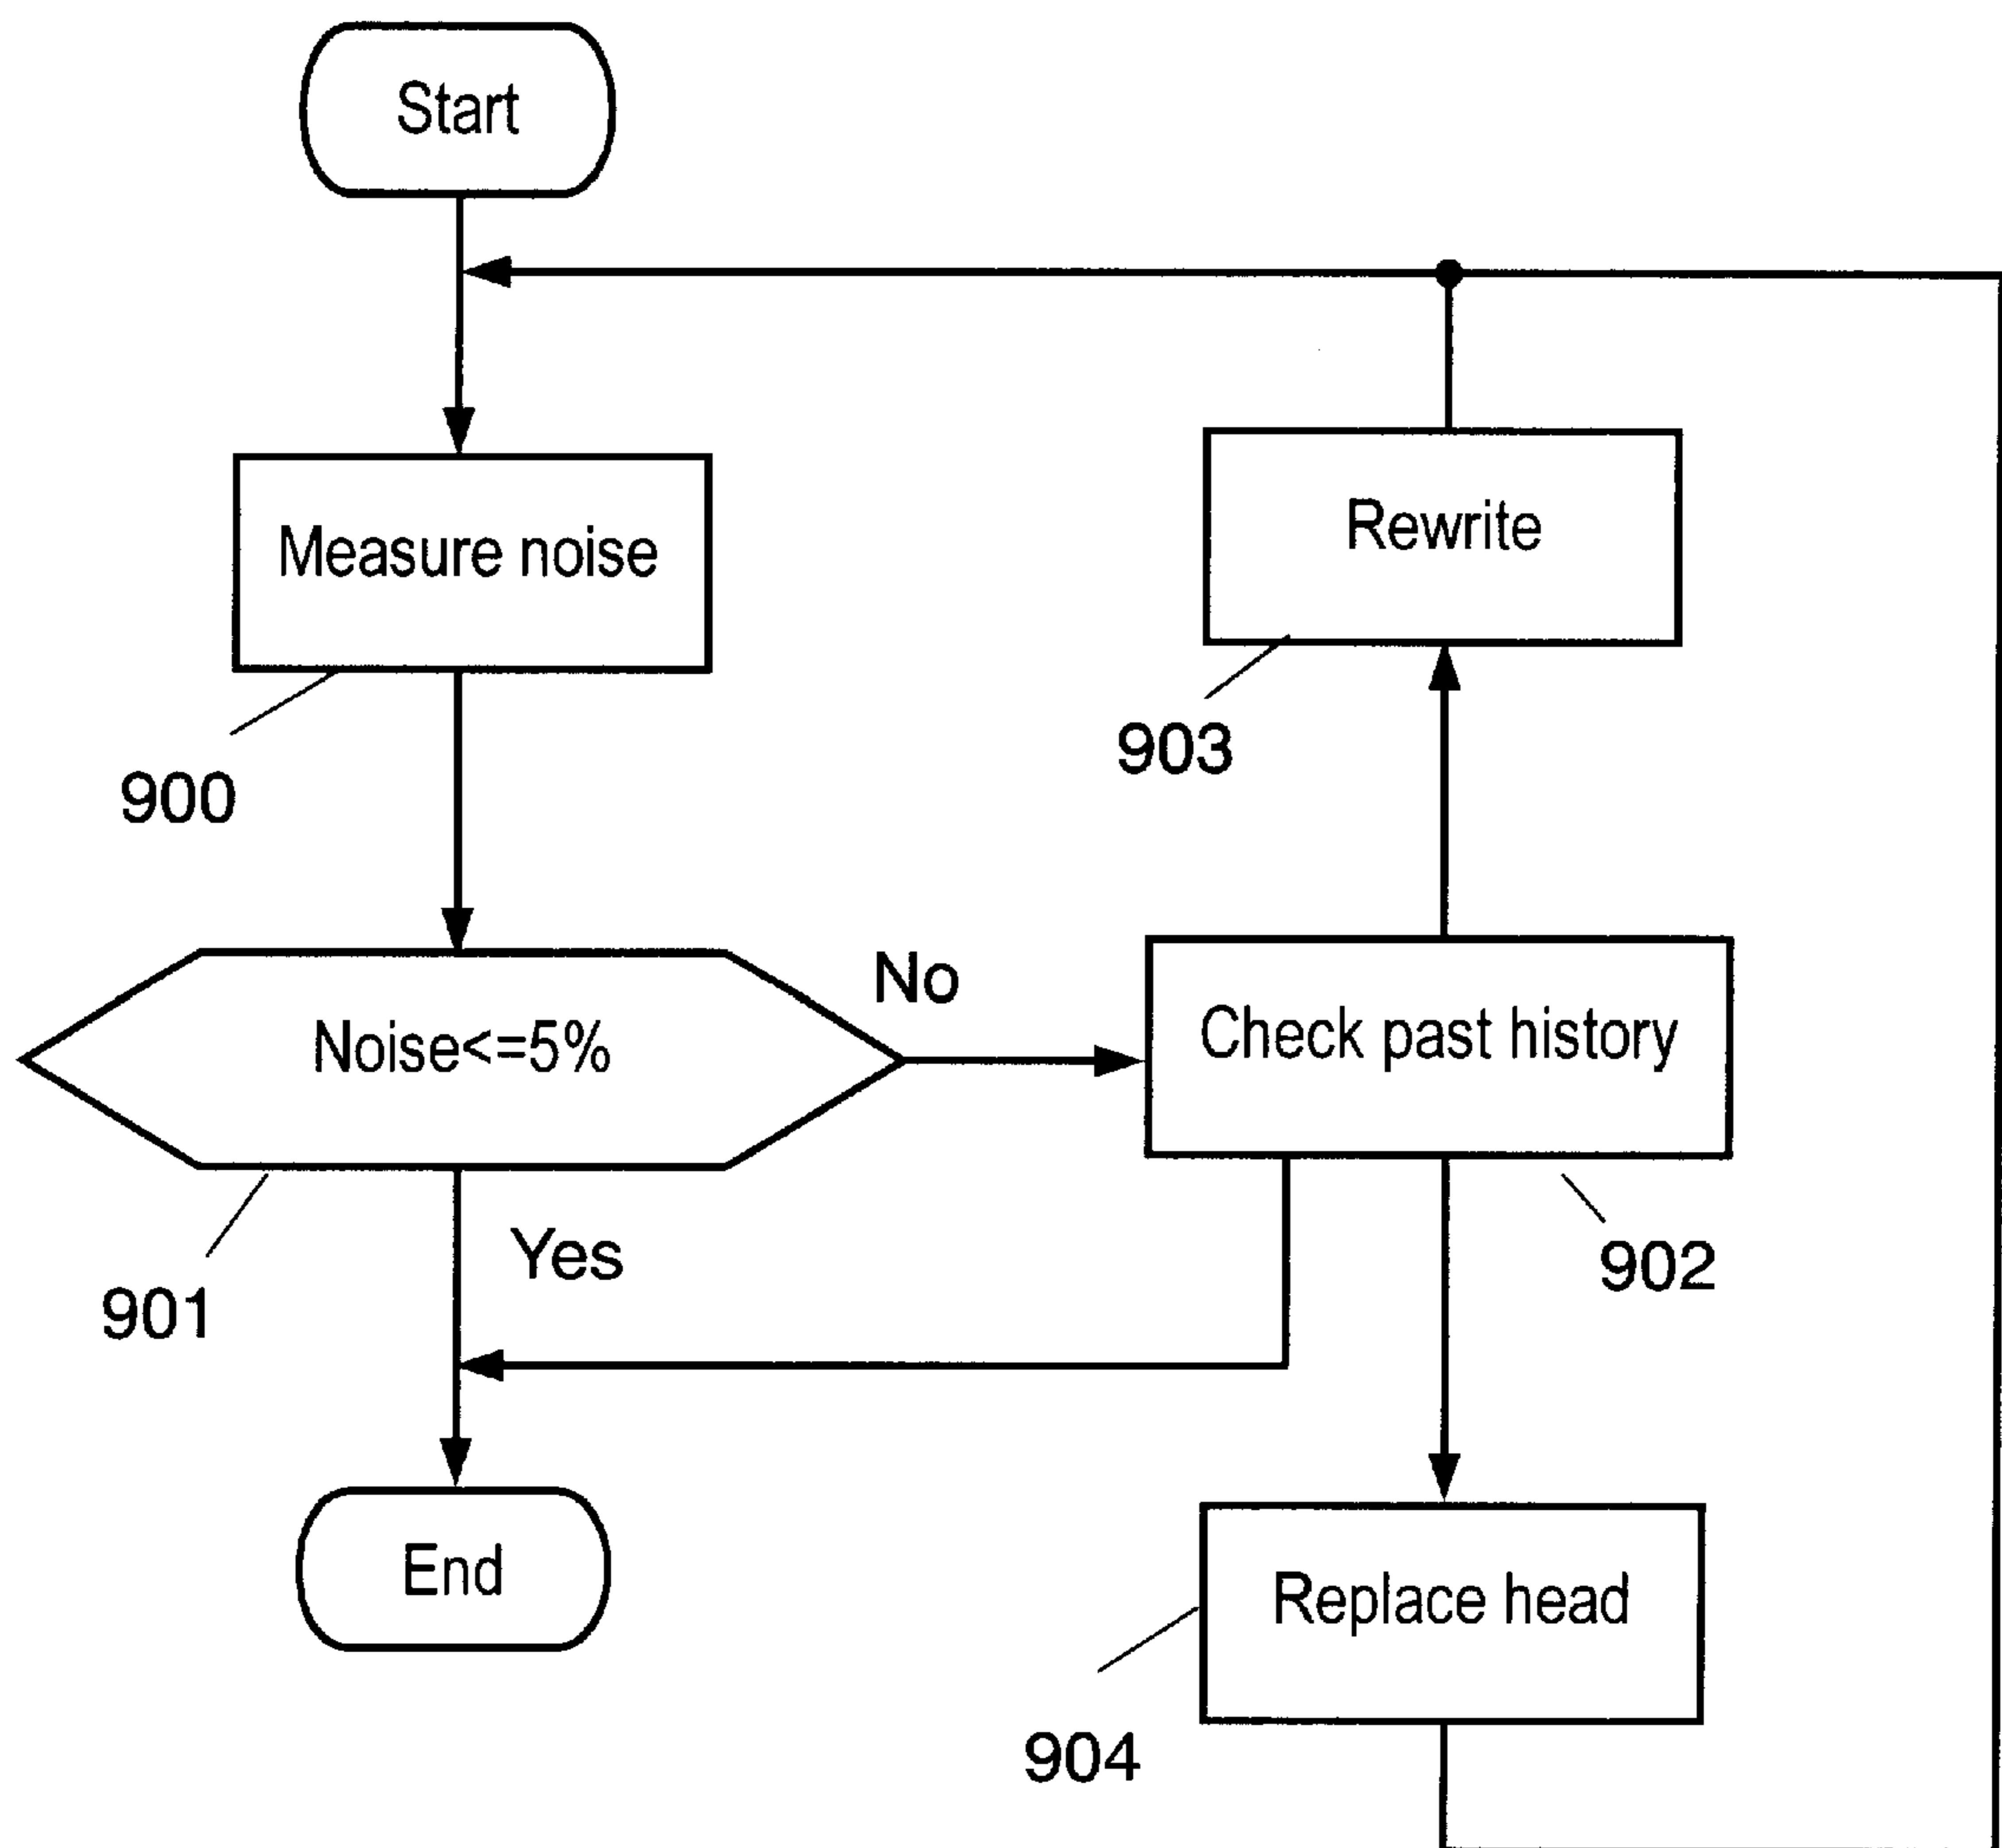 Start
Measure noise
900
Rewrite
903
Noise<=5%
No
Check past history
901
Yes
902
End
Replace head
904